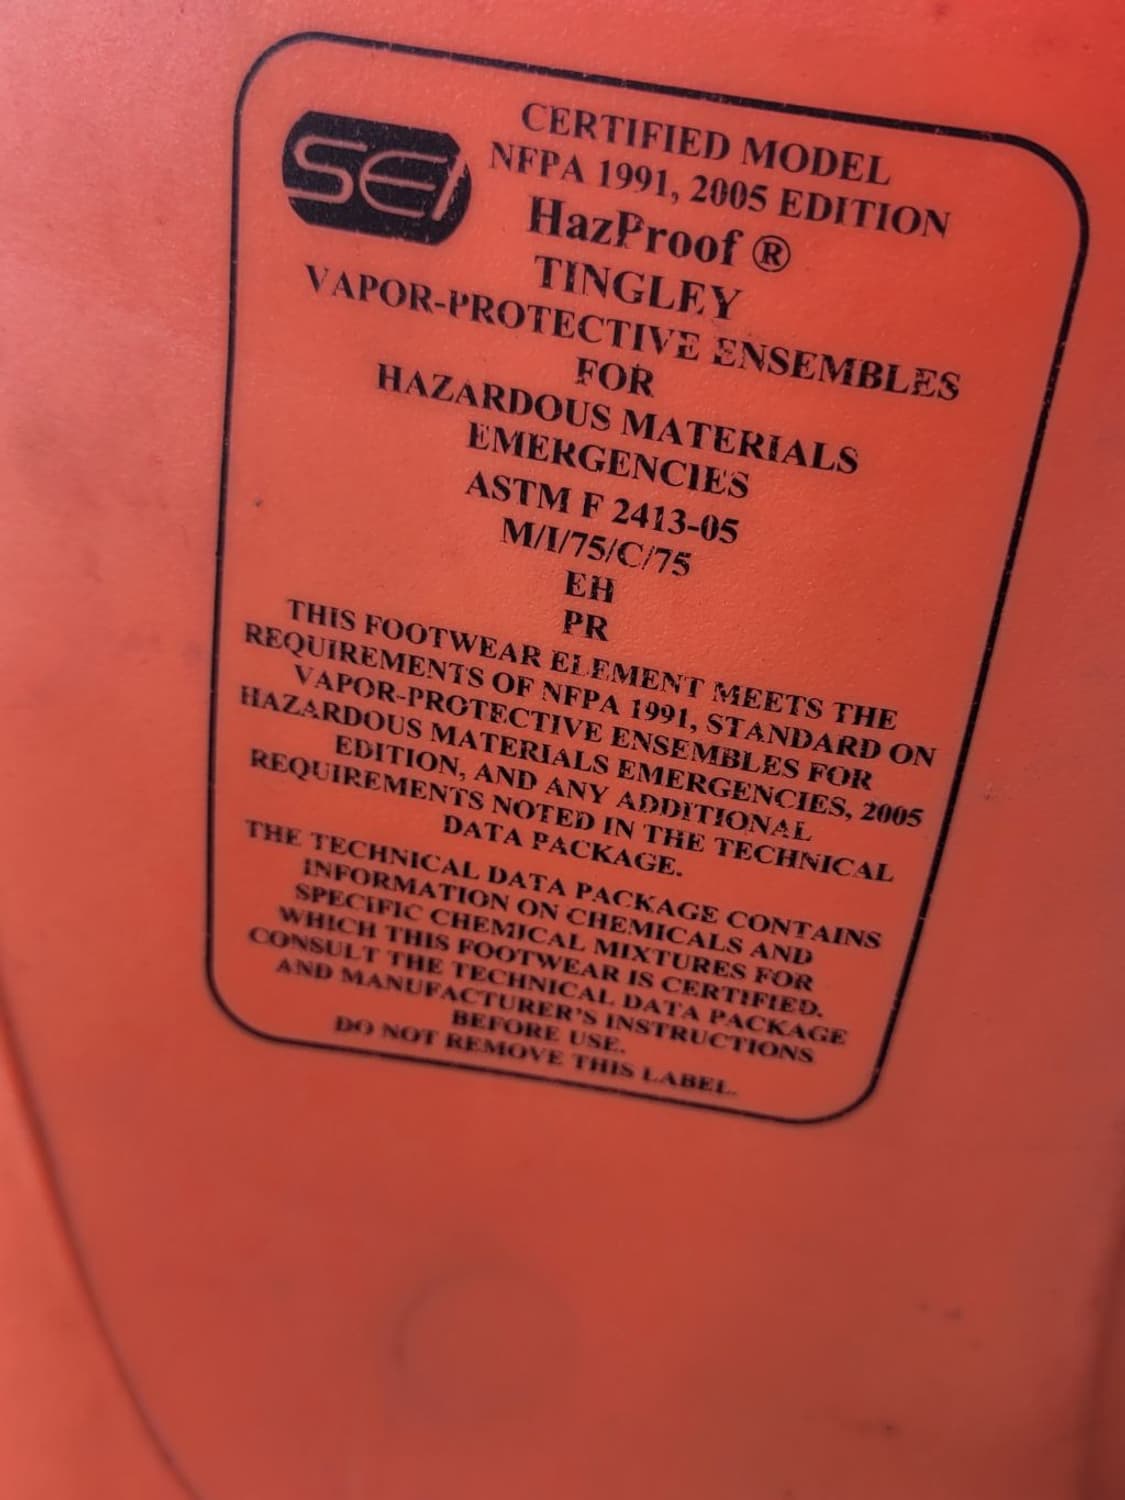 SEI
CERTIFIED MODEL
NFPA 1991, 2005 EDITION
HazProof ®
TINGLEY
VAPOR-PROTECTIVE ENSEMBLES
FOR
HAZARDOUS MATERIALS
EMERGENCIES
ASTM F 2413-05
M/I/75/C/75
EH
PR
THIS FOOTWEAR ELEMENT MEETS THE
REQUIREMENTS OF NFPA 1991, STANDARD ON
VAPOR-PROTECTIVE ENSEMBLES FOR
HAZARDOUS MATERIALS EMERGENCIES, 2005
EDITION, AND ANY ADDITIONAL
REQUIREMENTS NOTED IN THE TECHNICAL
DATA PACKAGE.
THE TECHNICAL DATA PACKAGE CONTAINS
INFORMATION ON CHEMICALS AND
SPECIFIC CHEMICAL MIXTURES FOR
WHICH THIS FOOTWEAR IS CERTIFIED.
CONSULT THE TECHNICAL DATA PACKAGE
AND MANUFACTURER'S INSTRUCTIONS
BEFORE USE.
DO NOT REMOVE THIS LABEL.